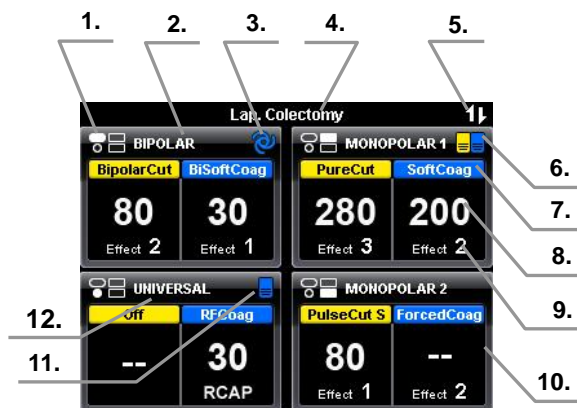 1. 2. 3. 4. 5.
Lap. Colectomy
BIPOLAR MONOPOLAR 1
6.
BipolarCut BiSoftCoag PureCut SoftCoag
7.
80 30 280 200
8.
Effect 2 Effect 1 Effect 3 Effect 2
9.
UNIVERSAL MONOPOLAR 2
12.
Off RFCoag PulseCut S ForcedCoag
11.
-- 30 80 --
10.
RCAP Effect 1 Effect 2